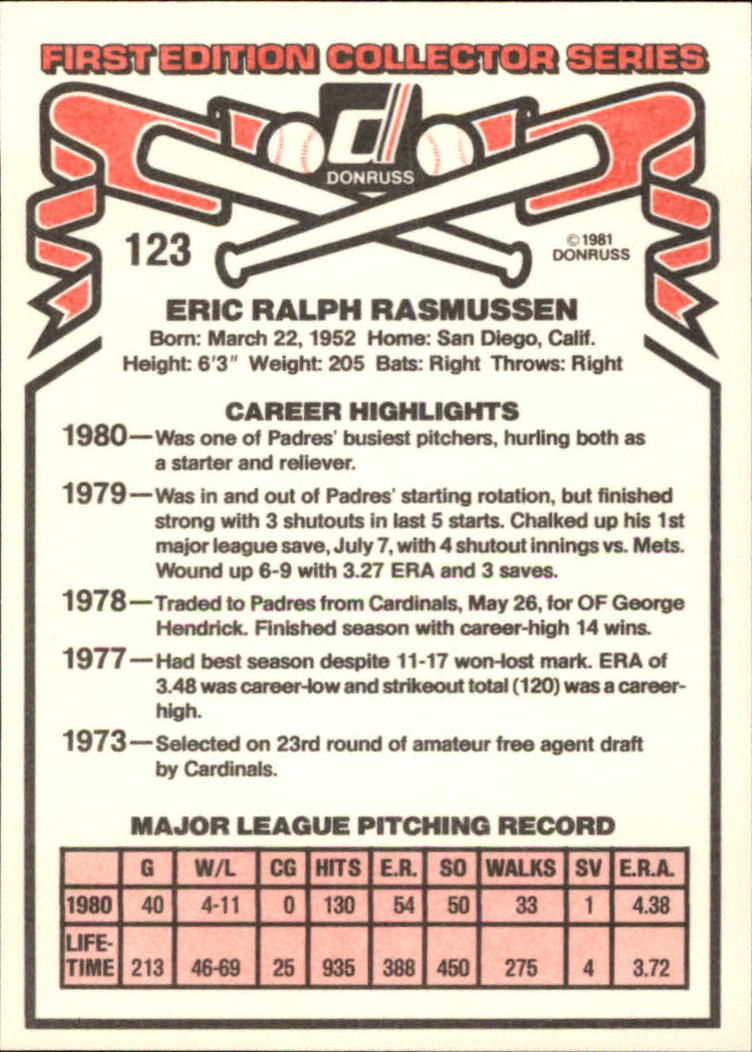 FIRST EDITION COLLECTOR SERIES
d
DONRUSS
123
©1981
DONRUSS
ERIC RALPH RASMUSSEN
Born: March 22, 1952 Home: San Diego, Calif.
Height: 6'3" Weight: 205 Bats: Right Throws: Right
CAREER HIGHLIGHTS
1980—Was one of Padres' busiest pitchers, hurling both as
a starter and reliever.
1979—Was in and out of Padres' starting rotation, but finished
strong with 3 shutouts in last 5 starts. Chalked up his 1st
major league save, July 7, with 4 shutout innings vs. Mets.
Wound up 6-9 with 3.27 ERA and 3 saves.
1978—Traded to Padres from Cardinals, May 26, for OF George
Hendrick. Finished season with career-high 14 wins.
1977—Had best season despite 11-17 won-lost mark. ERA of
3.48 was career-low and strikeout total (120) was a career-
high.
1973—Selected on 23rd round of amateur free agent draft
by Cardinals.
MAJOR LEAGUE PITCHING RECORD
G W/L CG HITS E.R. SO WALKS SV E.R.A.
1980 40 4-11 0 130 54 50 33 1 4.38
LIFE-
TIME 213 46-69 25 935 388 450 275 4 3.72